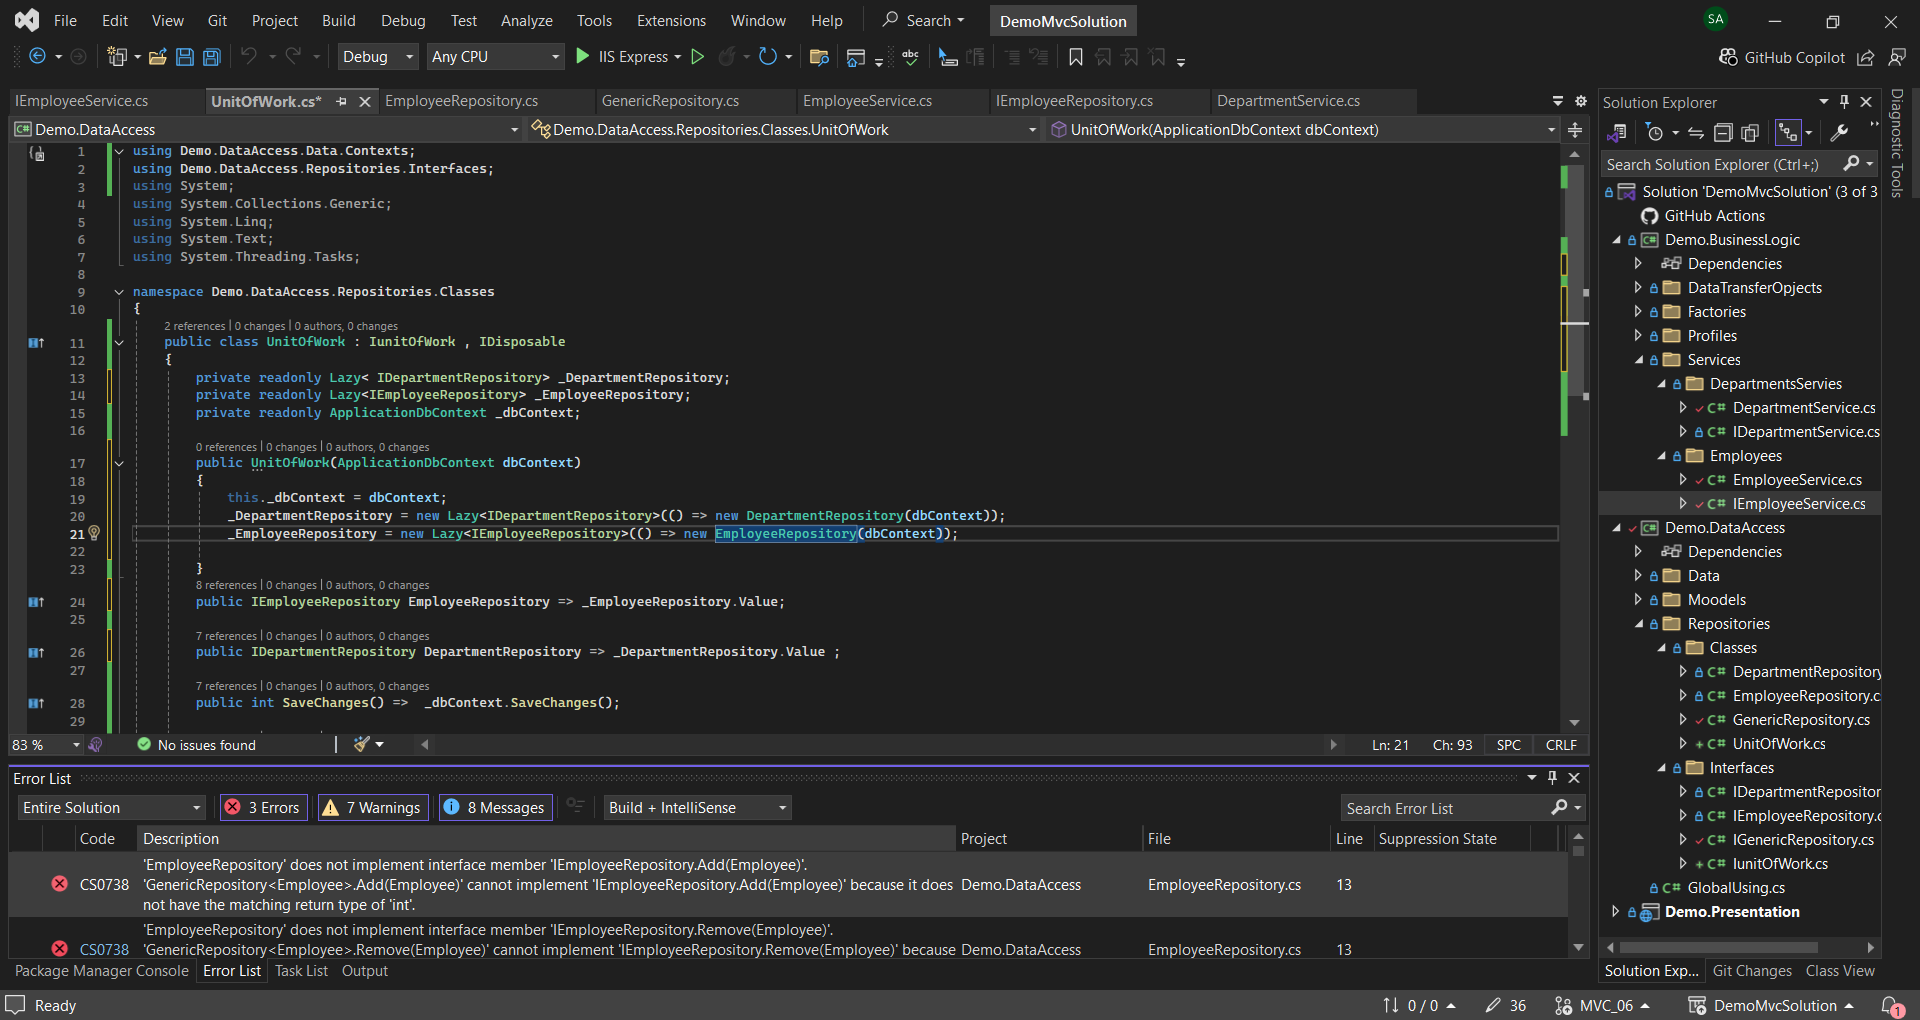 File Edit View Git Project Build Debug Test Analyze Tools Extensions Window Help Search DemoMvcSolution SA
Debug Any CPU IIS Express abc GitHub Copilot
IEmployeeService.cs UnitOfWork.cs* EmployeeRepository.cs GenericRepository.cs EmployeeService.cs IEmployeeRepository.cs DepartmentService.cs
C# Demo.DataAccess Demo.DataAccess.Repositories.Classes.UnitOfWork UnitOfWork(ApplicationDbContext dbContext)
1 using Demo.DataAccess.Data.Contexts;
2 using Demo.DataAccess.Repositories.Interfaces;
3 using System;
4 using System.Collections.Generic;
5 using System.Linq;
6 using System.Text;
7 using System.Threading.Tasks;
8
9 namespace Demo.DataAccess.Repositories.Classes
10 {
2 references | 0 changes | 0 authors, 0 changes
11 public class UnitOfWork : IunitOfWork , IDisposable
12 {
13 private readonly Lazy< IDepartmentRepository> _DepartmentRepository;
14 private readonly Lazy<IEmployeeRepository> _EmployeeRepository;
15 private readonly ApplicationDbContext _dbContext;
16
0 references | 0 changes | 0 authors, 0 changes
17 public UnitOfWork(ApplicationDbContext dbContext)
18 {
19 this._dbContext = dbContext;
20 _DepartmentRepository = new Lazy<IDepartmentRepository>(() => new DepartmentRepository(dbContext));
21 _EmployeeRepository = new Lazy<IEmployeeRepository>(() => new EmployeeRepository(dbContext));
22
23 }
8 references | 0 changes | 0 authors, 0 changes
24 public IEmployeeRepository EmployeeRepository => _EmployeeRepository.Value;
25
7 references | 0 changes | 0 authors, 0 changes
26 public IDepartmentRepository DepartmentRepository => _DepartmentRepository.Value ;
27
7 references | 0 changes | 0 authors, 0 changes
28 public int SaveChanges() => _dbContext.SaveChanges();
29
83 % No issues found Ln: 21 Ch: 93 SPC CRLF
Error List
Entire Solution 3 Errors 7 Warnings 8 Messages Build + IntelliSense Search Error List
Code Description Project File Line Suppression State
'EmployeeRepository' does not implement interface member 'IEmployeeRepository.Add(Employee)'.
CS0738 'GenericRepository<Employee>.Add(Employee)' cannot implement 'IEmployeeRepository.Add(Employee)' because it does Demo.DataAccess EmployeeRepository.cs 13
not have the matching return type of 'int'.
'EmployeeRepository' does not implement interface member 'IEmployeeRepository.Remove(Employee)'.
CS0738 'GenericRepository<Employee>.Remove(Employee)' cannot implement 'IEmployeeRepository.Remove(Employee)' because Demo.DataAccess EmployeeRepository.cs 13
Package Manager Console Error List Task List Output
Solution Explorer
Search Solution Explorer (Ctrl+;)
Solution 'DemoMvcSolution' (3 of 3
GitHub Actions
C# Demo.BusinessLogic
Dependencies
DataTransferOpjects
Factories
Profiles
Services
DepartmentsServies
C# DepartmentService.cs
C# IDepartmentService.cs
Employees
C# EmployeeService.cs
C# IEmployeeService.cs
C# Demo.DataAccess
Dependencies
Data
Moodels
Repositories
Classes
C# DepartmentRepository
C# EmployeeRepository.c
C# GenericRepository.cs
C# UnitOfWork.cs
Interfaces
C# IDepartmentRepositor
C# IEmployeeRepository.c
C# IGenericRepository.cs
C# IunitOfWork.cs
C# GlobalUsing.cs
Demo.Presentation
Solution Exp... Git Changes Class View
Diagnostic Tools
Ready 0 / 0 36 MVC_06 DemoMvcSolution 1